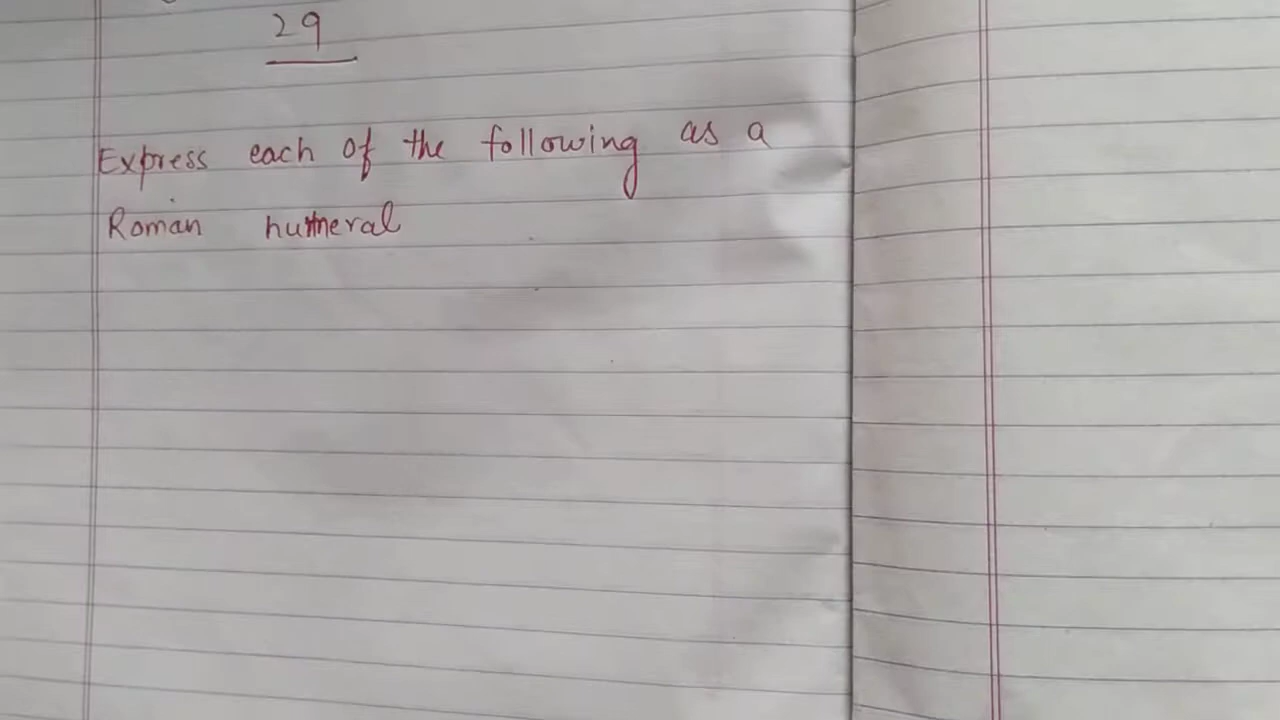 29
Express each of the following as a
Roman numeral